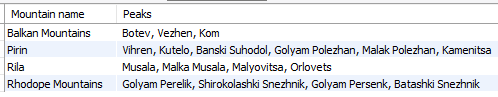 Mountain name Peaks
Balkan Mountains Botev, Vezhen, Kom
Pirin Vihren, Kutelo, Banski Suhodol, Golyam Polezhan, Malak Polezhan, Kamenitsa
Rila Musala, Malka Musala, Malyovitsa, Orlovets
Rhodope Mountains Golyam Perelik, Shirokolashki Snezhnik, Golyam Persenk, Batashki Snezhnik